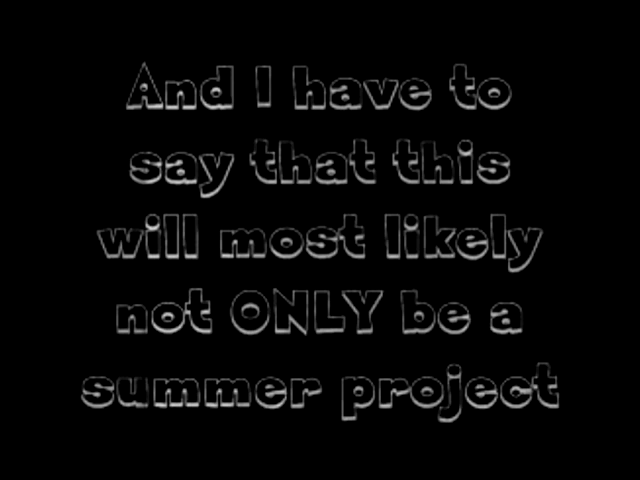 And I have to
say that this
will most likely
not ONLY be a
summer project